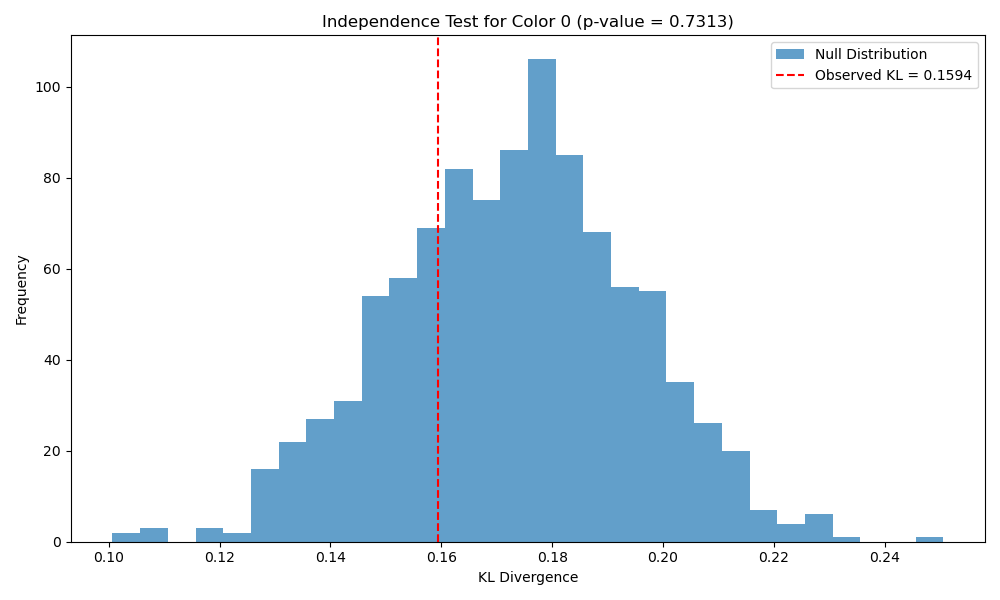 Independence Test for Color 0 (p-value = 0.7313)
Null Distribution
Observed KL = 0.1594
Frequency
100
80
60
40
20
0
0.10 0.12 0.14 0.16 0.18 0.20 0.22 0.24
KL Divergence